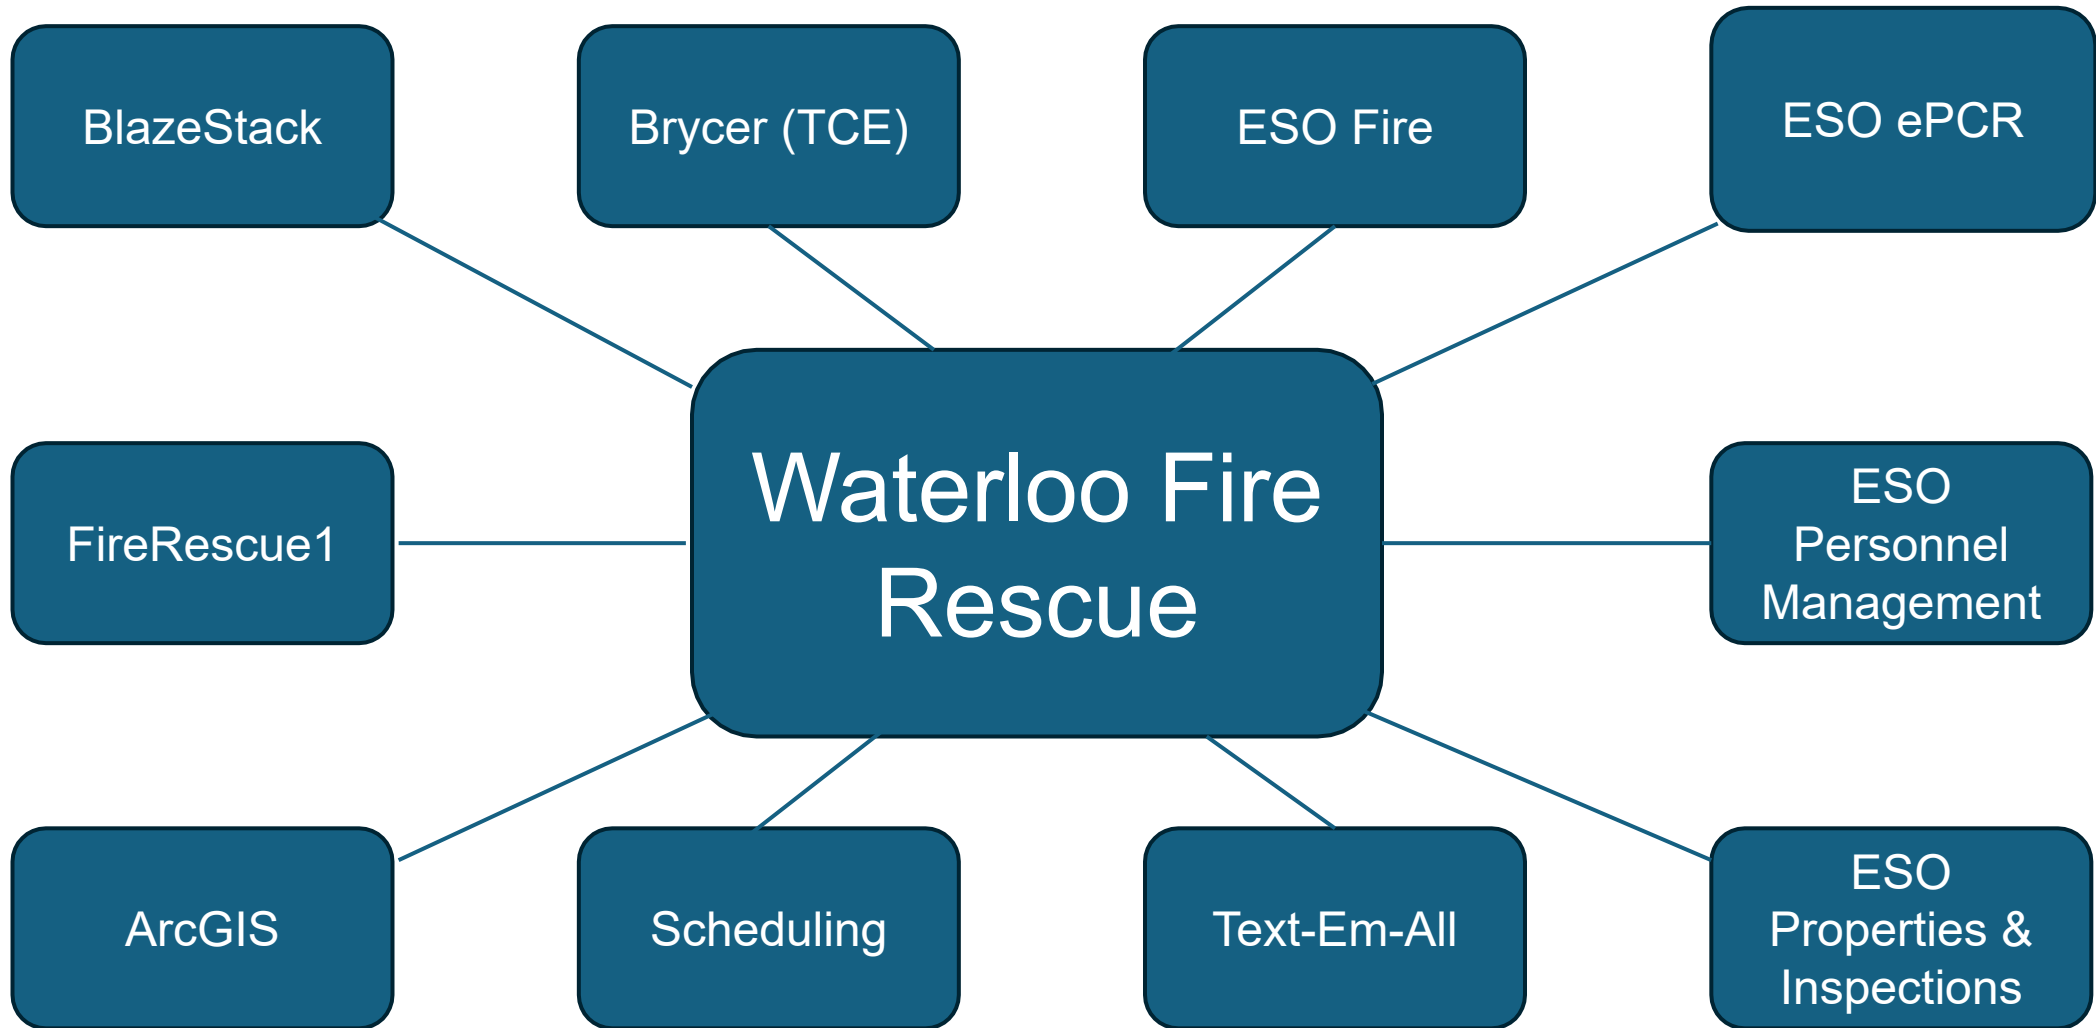 BlazeStack
Brycer (TCE)
ESO Fire
ESO ePCR
Waterloo Fire
Rescue
FireRescue1
ESO
Personnel
Management
ArcGIS
Scheduling
Text-Em-All
ESO
Properties &
Inspections